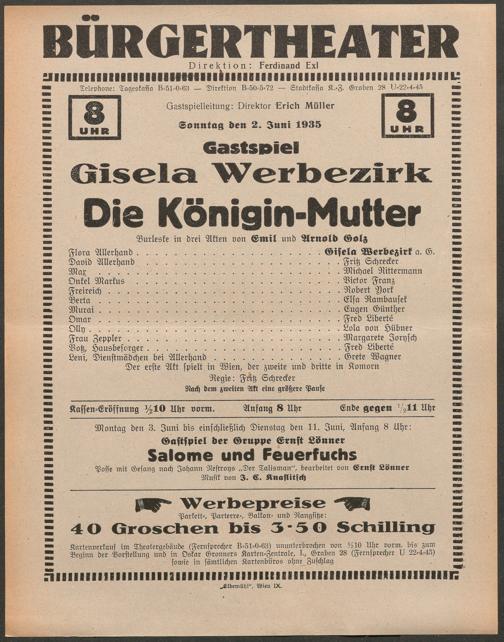 BÜRGERTHEATER
Direktion: Ferdinand Exl
Telephone: Tageskassa B-51-0-63 — Direktion B-50-5-72 — Stadtkassa K.-J. Graben 28 U-22-4-45
8 UHR
Gastspielleitung: Direktor Erich Müller
8 UHR
Sonntag den 2. Juni 1935
Gastspiel
Gisela Werbezirk
Die Königin-Mutter
Burleske in drei Akten von Emil und Arnold Golz
Flora Allerhand . . . Gisela Werbezirk a. G.
David Allerhand . . . Fritz Schrecker
Max . . . Michael Rittermann
Onkel Markus . . . Victor Franz
Freireich . . . Robert York
Berta . . . Elsa Rambausek
Murai . . . Eugen Günther
Omar . . . Fred Liberté
Olly . . . Lola von Hübner
Frau Zeppler . . . Margarete Jorysch
Botz, Hausbesorger . . . Fred Liberté
Leni, Dienstmädchen bei Allerhand . . . Grete Wagner
Der erste Akt spielt in Wien, der zweite und dritte in Komorn
Regie: Fritz Schrecker
Nach dem zweiten Akt eine größere Pause
Kassen-Eröffnung ½10 Uhr vorm. Anfang 8 Uhr Ende gegen ½11 Uhr
Montag den 3. Juni bis einschließlich Dienstag den 11. Juni, Anfang 8 Uhr:
Gastspiel der Gruppe Ernst Lönner
Salome und Feuerfuchs
Posse mit Gesang nach Johann Nestroys „Der Talisman“, bearbeitet von Ernst Lönner
Musik von J. C. Knaflitsch
Werbepreise
Parkett-, Parterre-, Balkon- und Rangsitze:
40 Groschen bis 3·50 Schilling
Kartenverkauf im Theatergebäude (Fernsprecher B-51-0-63) ununterbrochen von ½10 Uhr vorm. bis zum
Beginn der Vorstellung und in Oskar Gronners Karten-Zentrale, I., Graben 28 (Fernsprecher U 22-4-45)
sowie in sämtlichen Kartenbüros ohne Zuschlag
„Elbemühl“, Wien IX.